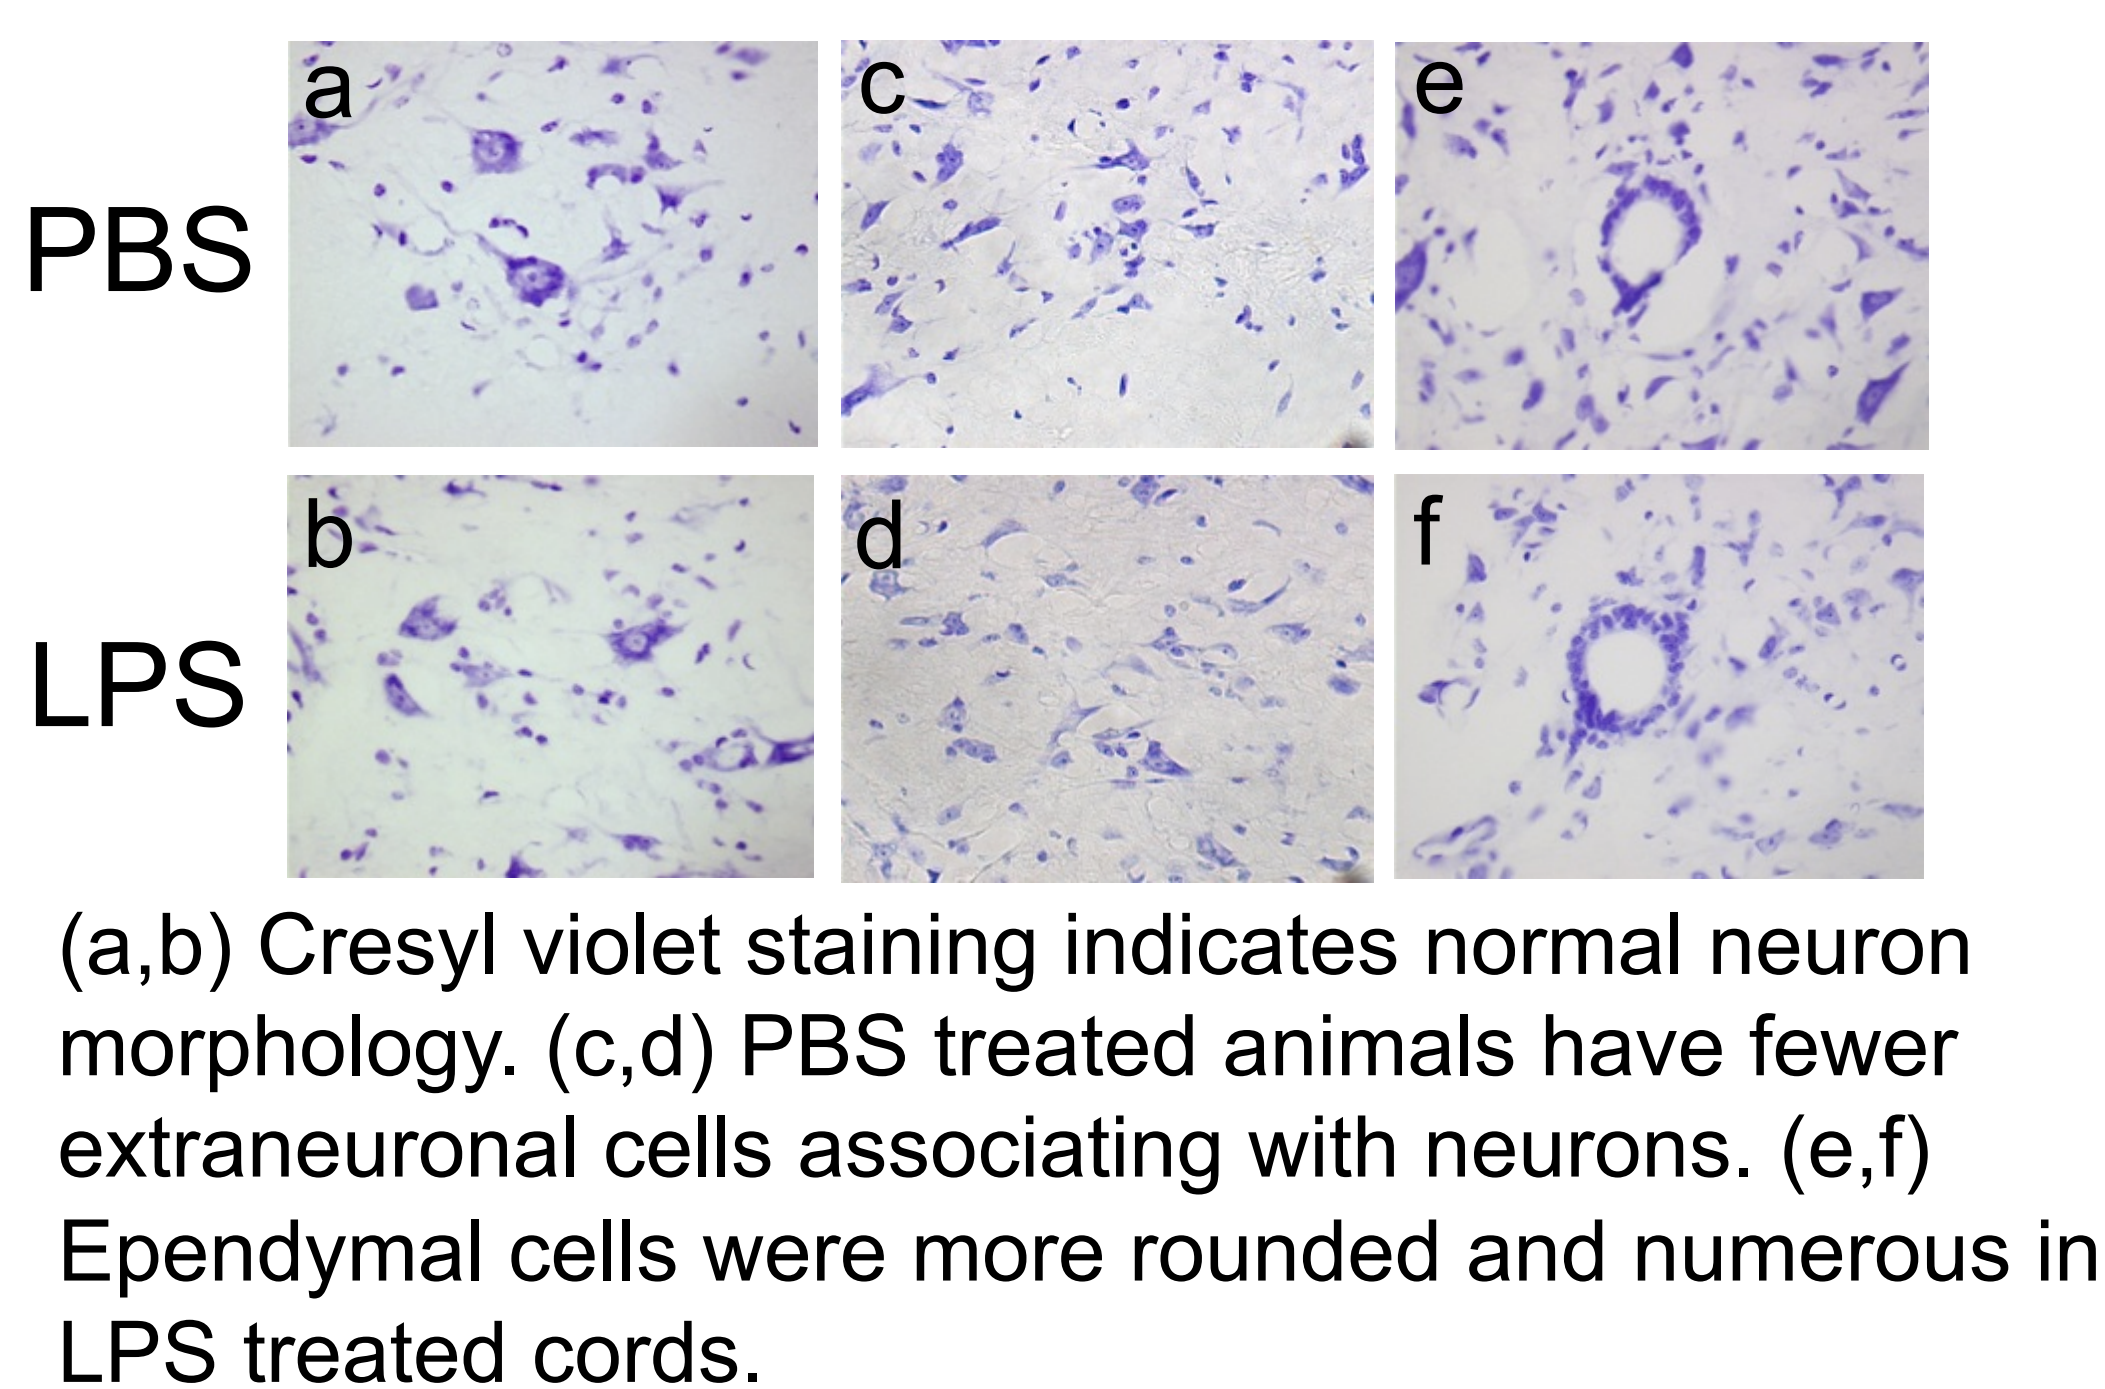 a
c
e
PBS
b
d
f
LPS
(a,b) Cresyl violet staining indicates normal neuron
morphology. (c,d) PBS treated animals have fewer
extraneuronal cells associating with neurons. (e,f)
Ependymal cells were more rounded and numerous in
LPS treated cords.